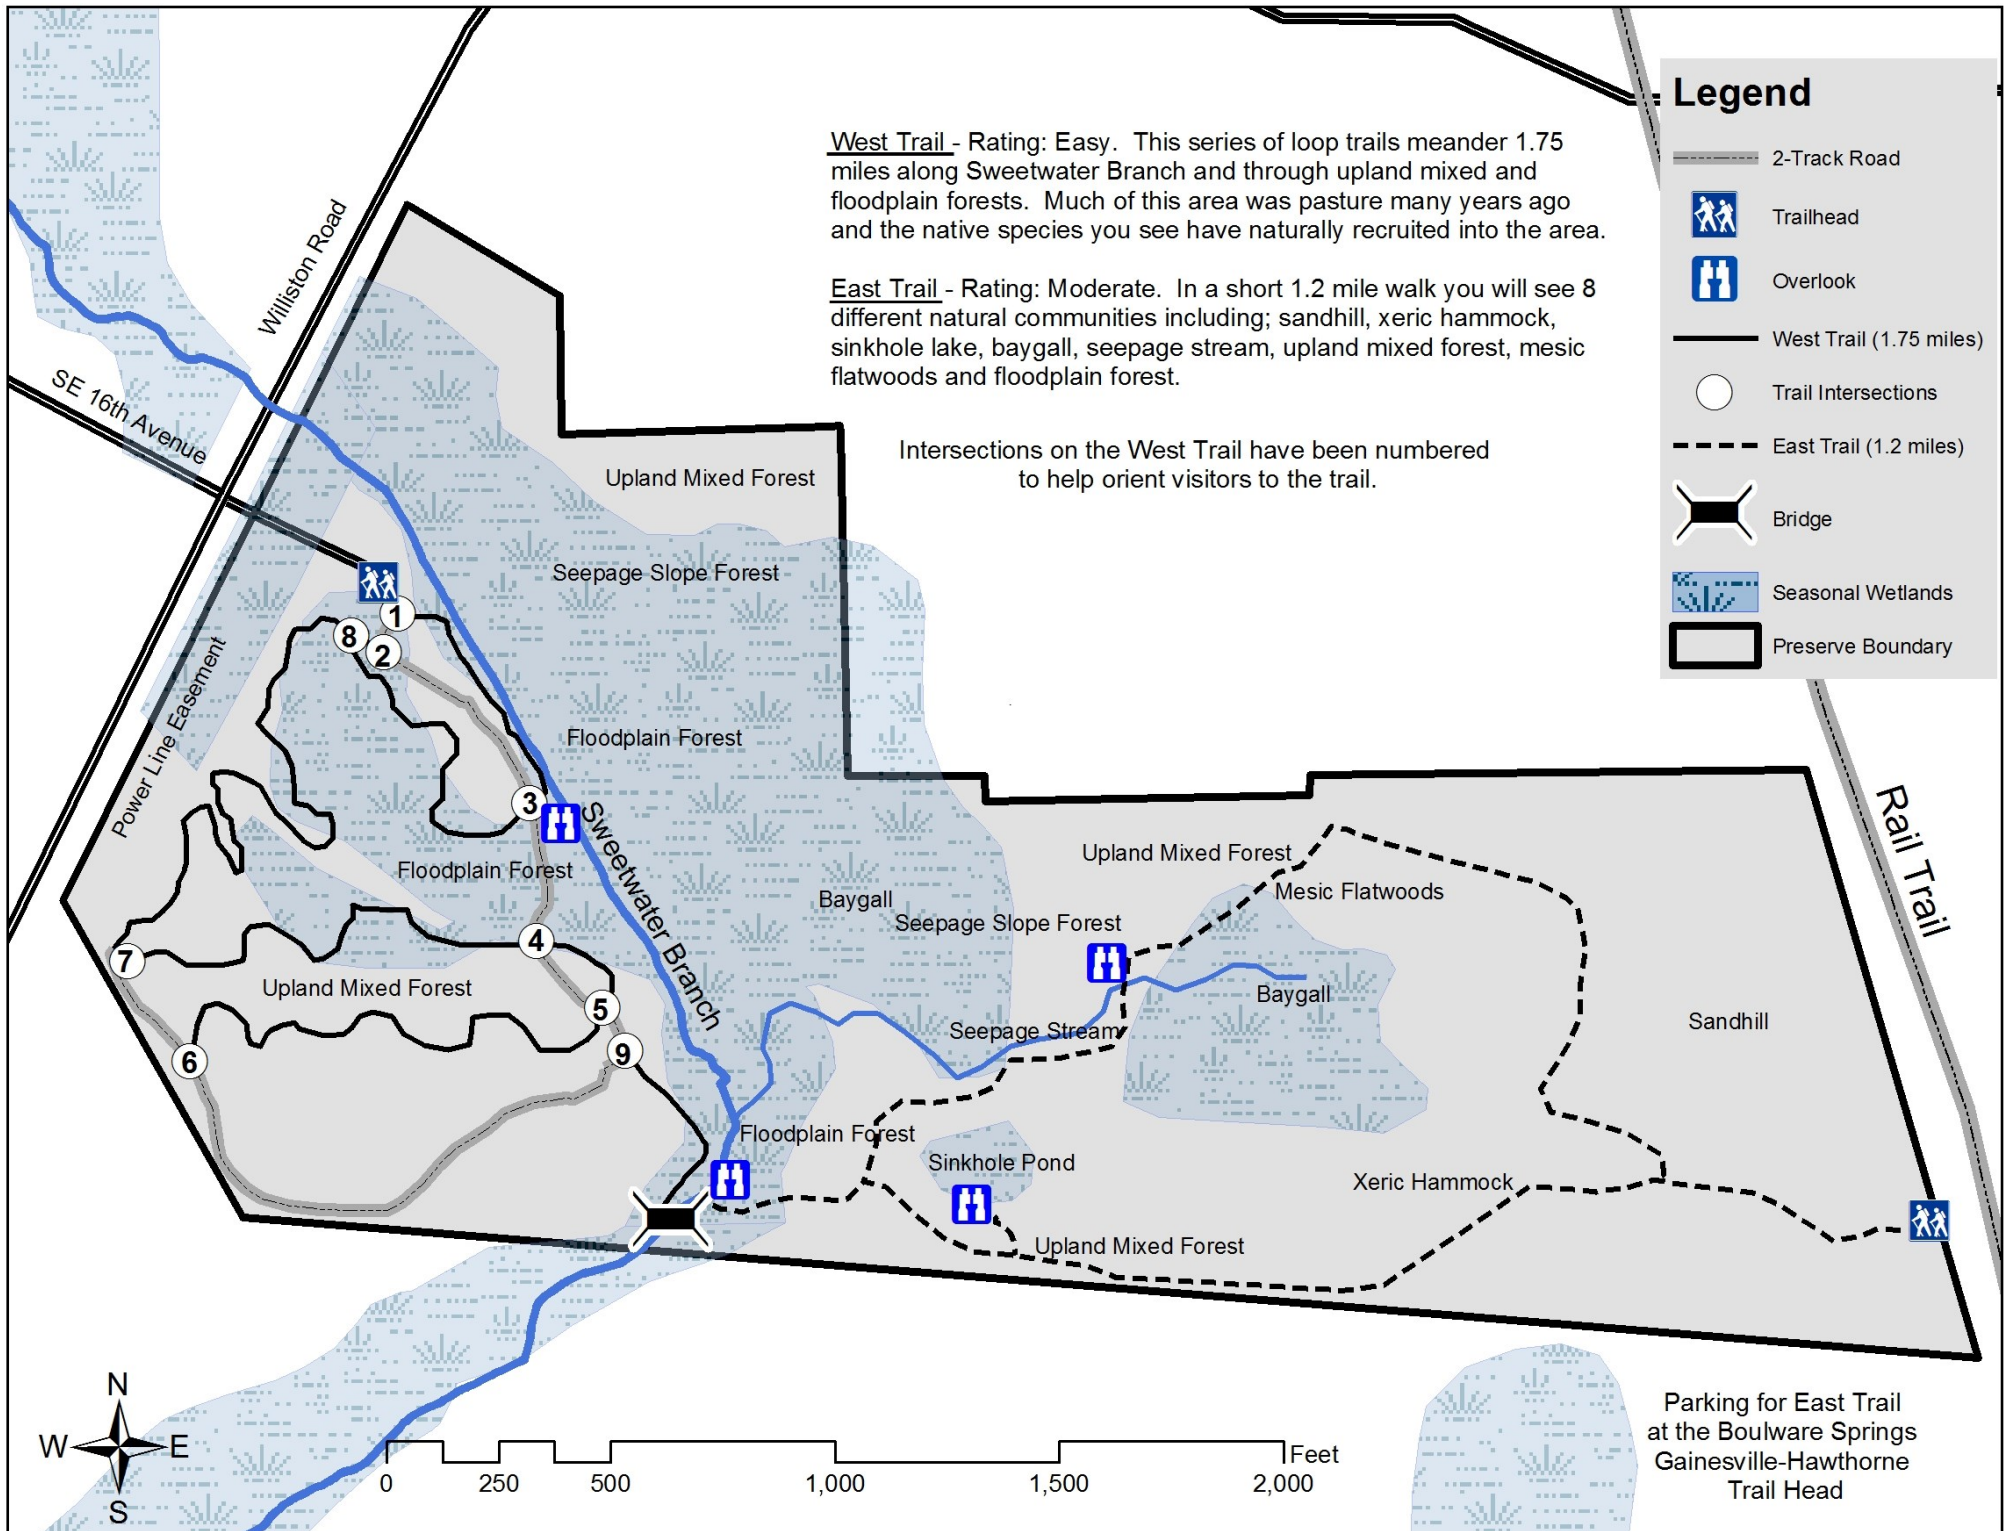 West Trail - Rating: Easy. This series of loop trails meander 1.75
miles along Sweetwater Branch and through upland mixed and
floodplain forests. Much of this area was pasture many years ago
and the native species you see have naturally recruited into the area.
East Trail - Rating: Moderate. In a short 1.2 mile walk you will see 8
different natural communities including; sandhill, xeric hammock,
sinkhole lake, baygall, seepage stream, upland mixed forest, mesic
flatwoods and floodplain forest.
Intersections on the West Trail have been numbered
to help orient visitors to the trail.
Legend
2-Track Road
Trailhead
Overlook
West Trail (1.75 miles)
Trail Intersections
East Trail (1.2 miles)
Bridge
Seasonal Wetlands
Preserve Boundary
Williston Road
SE 16th Avenue
Power Line Easement
Upland Mixed Forest
Seepage Slope Forest
1
8
2
Floodplain Forest
3
Sweetwater Branch
Floodplain Forest
4
7
Upland Mixed Forest
5
9
6
Baygall
Upland Mixed Forest
Mesic Flatwoods
Seepage Slope Forest
Baygall
Seepage Stream
Sandhill
Rail Trail
Floodplain Forest
Sinkhole Pond
Xeric Hammock
Upland Mixed Forest
N
W
E
S
0
250
500
1,000
1,500
2,000
Feet
Parking for East Trail
at the Boulware Springs
Gainesville-Hawthorne
Trail Head